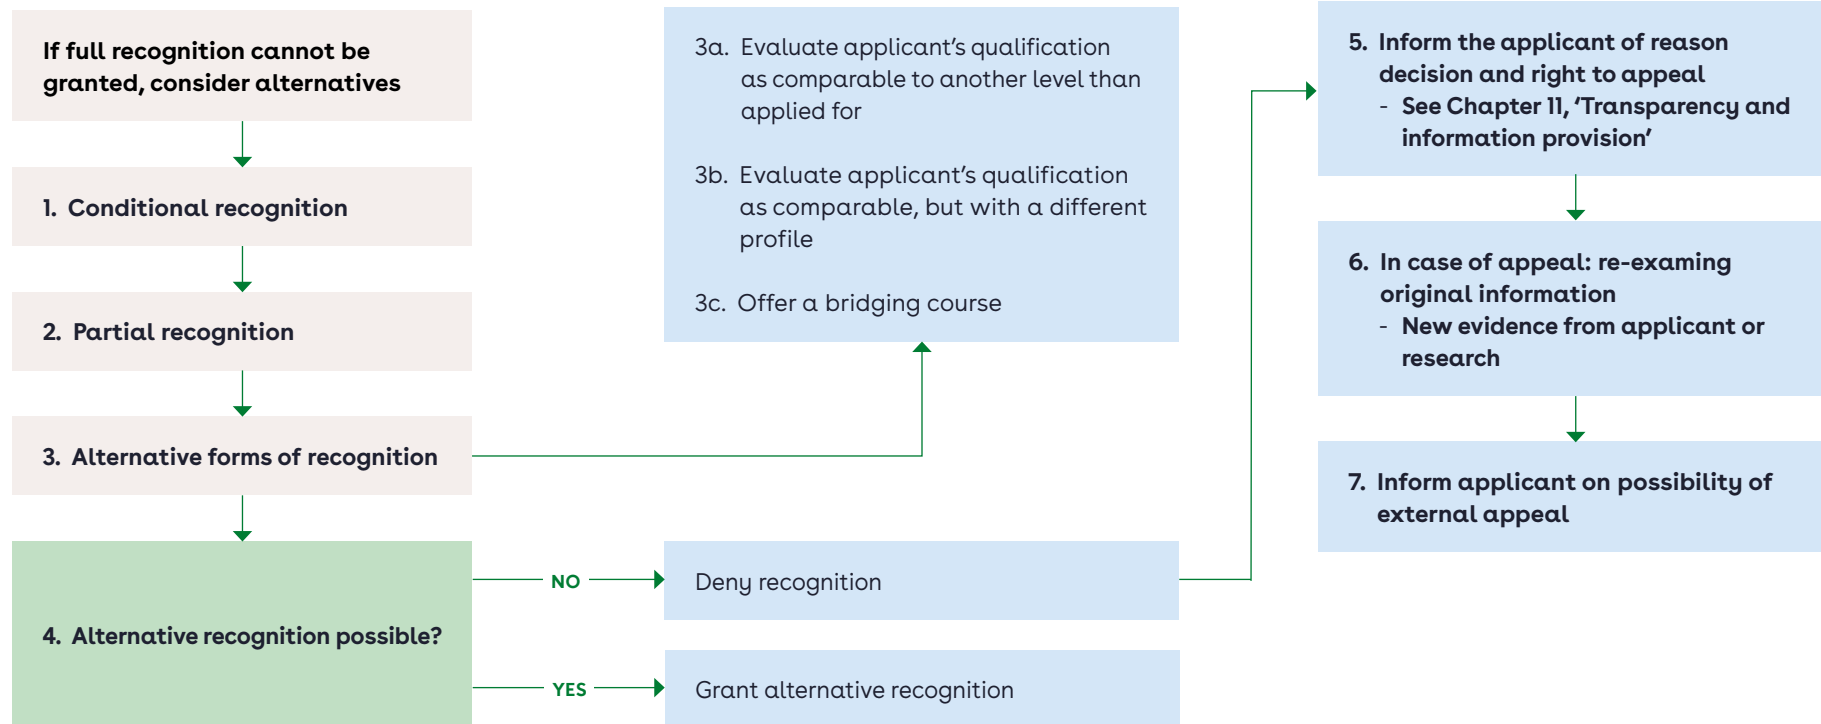 If full recognition cannot be
granted, consider alternatives
1. Conditional recognition
2. Partial recognition
3. Alternative forms of recognition
4. Alternative recognition possible?
3a. Evaluate applicant’s qualification
as comparable to another level than
applied for
3b. Evaluate applicant’s qualification
as comparable, but with a different
profile
3c. Offer a bridging course
NO
Deny recognition
YES
Grant alternative recognition
5. Inform the applicant of reason
decision and right to appeal
- See Chapter 11, ‘Transparency and
information provision’
6. In case of appeal: re-examing
original information
- New evidence from applicant or
research
7. Inform applicant on possibility of
external appeal